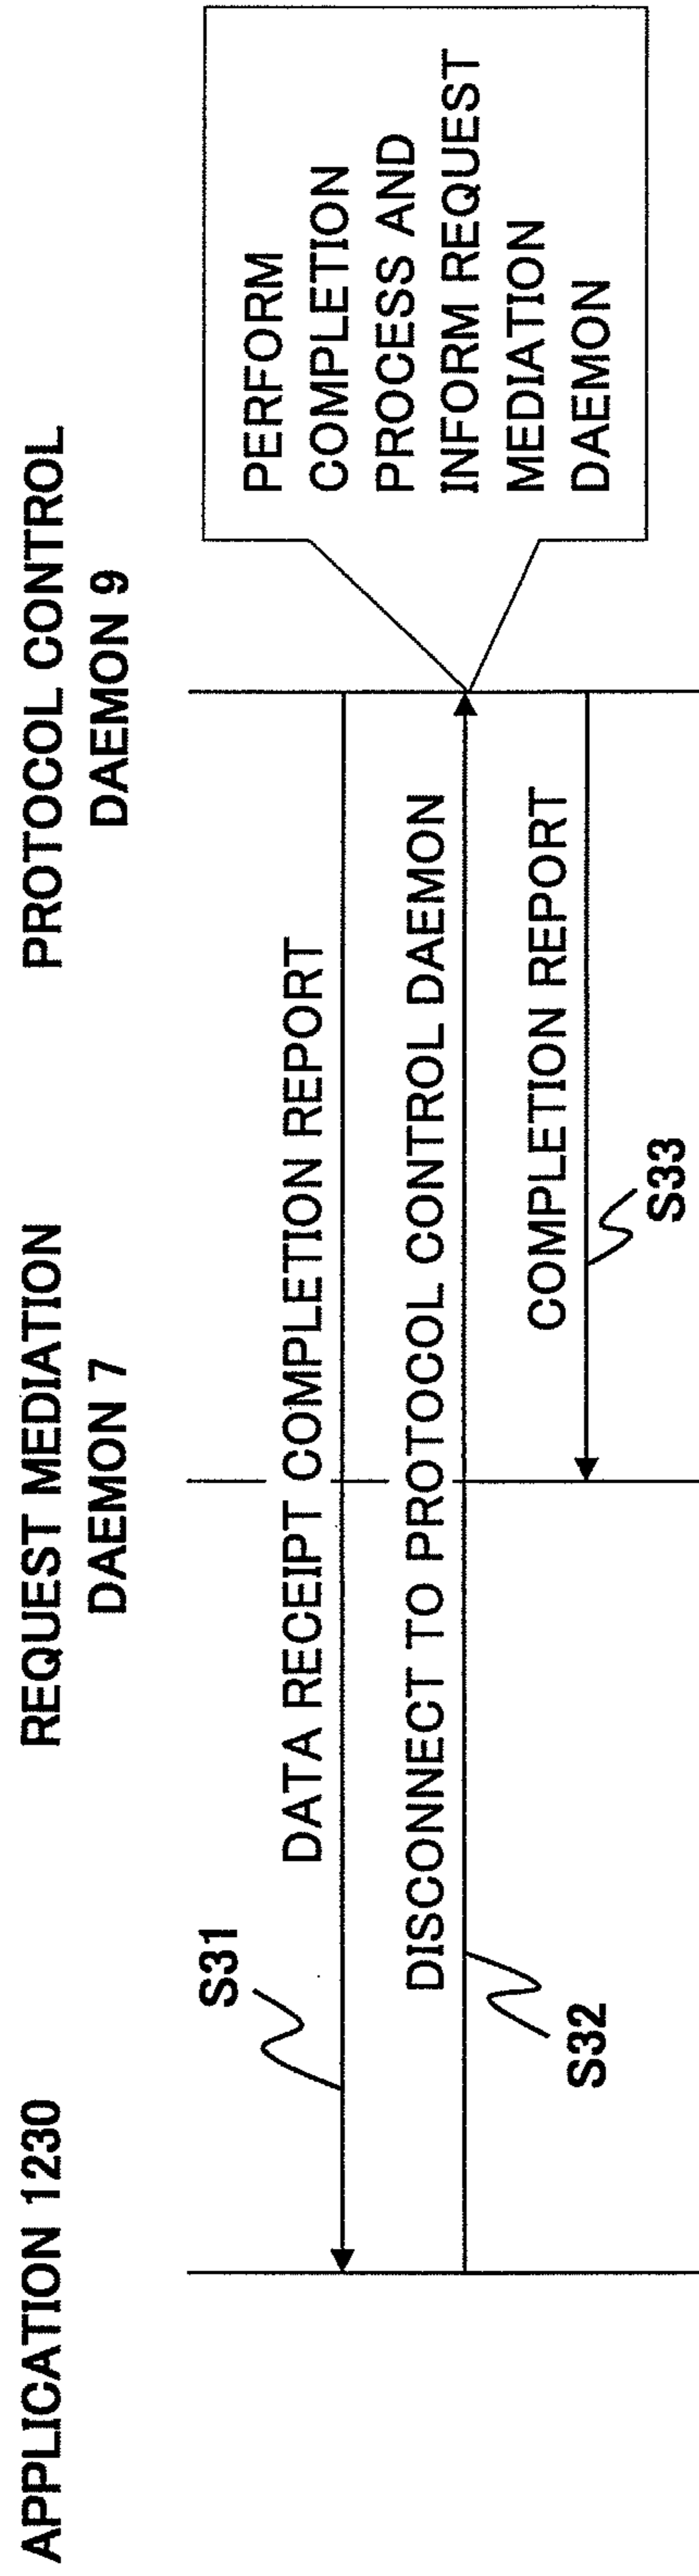 APPLICATION 1230
REQUEST MEDIATION
DAEMON 7
PROTOCOL CONTROL
DAEMON 9
S31
DATA RECEIPT COMPLETION REPORT
DISCONNECT TO PROTOCOL CONTROL DAEMON
S32
COMPLETION REPORT
S33
PERFORM
COMPLETION
PROCESS AND
INFORM REQUEST
MEDIATION
DAEMON